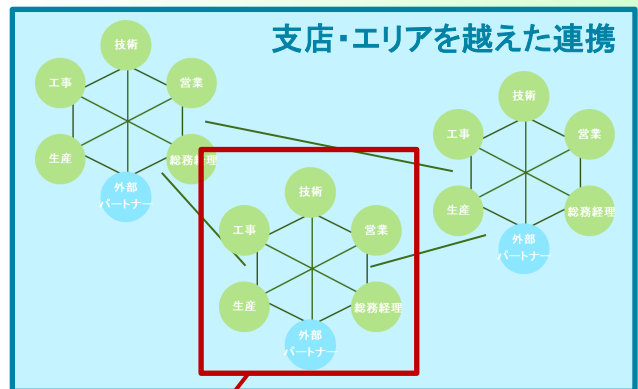 支店・エリアを越えた連携
技術
工事
営業
生産
総務経理
外部
パートナー
技術
工事
営業
生産
総務経理
外部
パートナー
技術
工事
営業
生産
総務経理
外部
パートナー